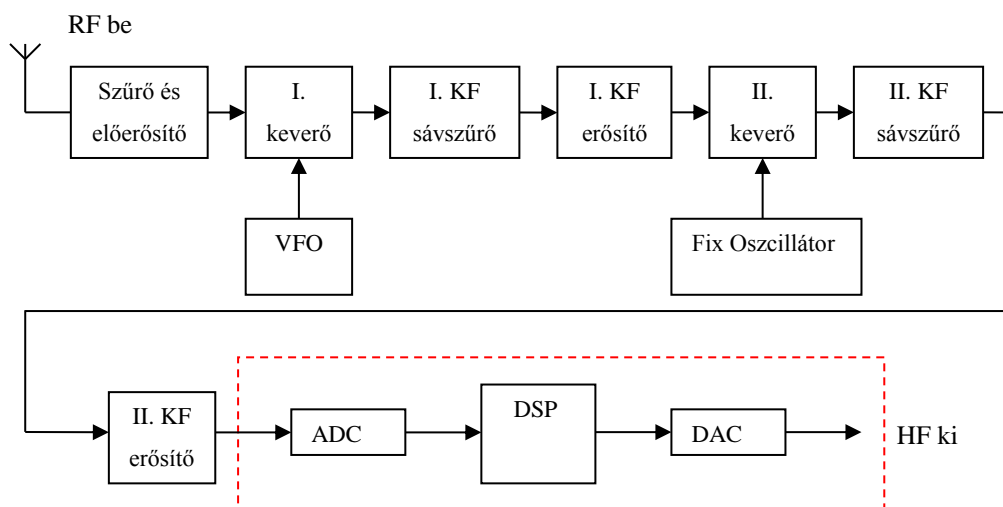 RF be
Szűrő és
előerősítő
I.
keverő
I. KF
sávszűrő
I. KF
erősítő
II.
keverő
II. KF
sávszűrő
VFO
Fix Oszcillátor
II. KF
erősítő
ADC
DSP
DAC
HF ki